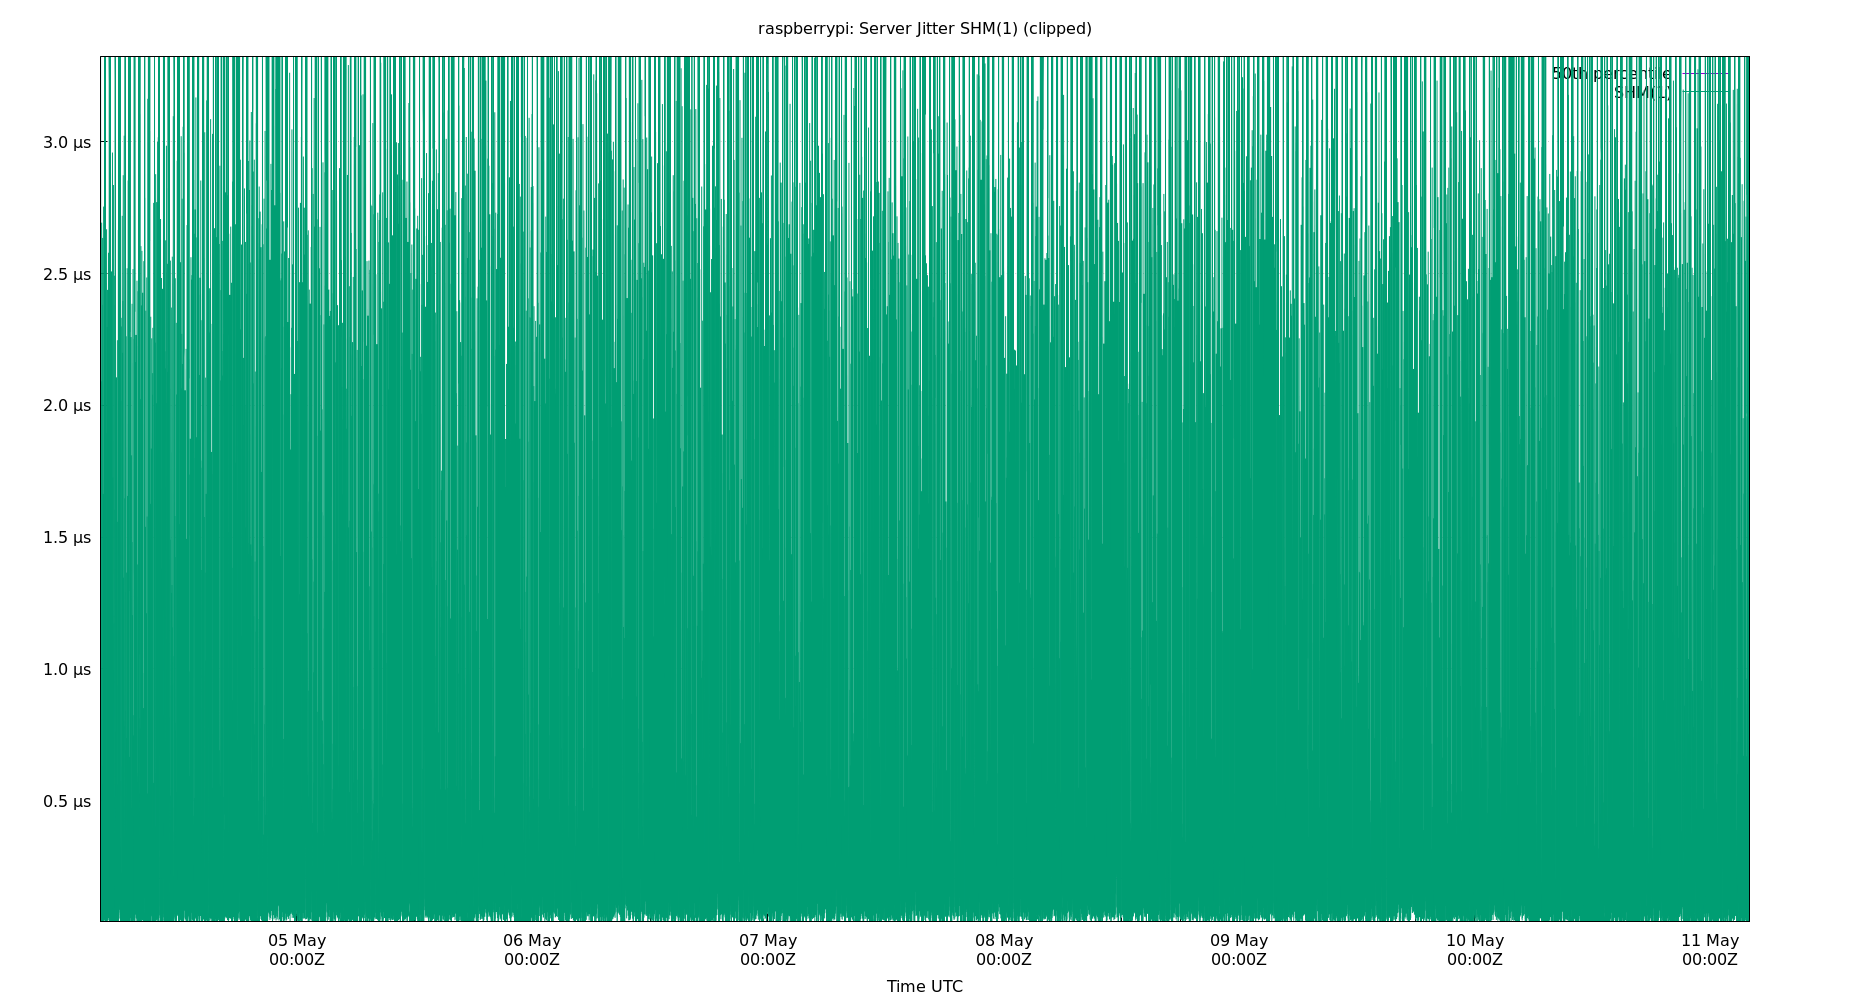 raspberrypi: Server Jitter SHM(1) (clipped)
50th percentile
SHM(1)
3.0 µs
2.5 µs
2.0 µs
1.5 µs
1.0 µs
0.5 µs
05 May 06 May 07 May 08 May 09 May 10 May 11 May
00:00Z 00:00Z 00:00Z 00:00Z 00:00Z 00:00Z 00:00Z
Time UTC